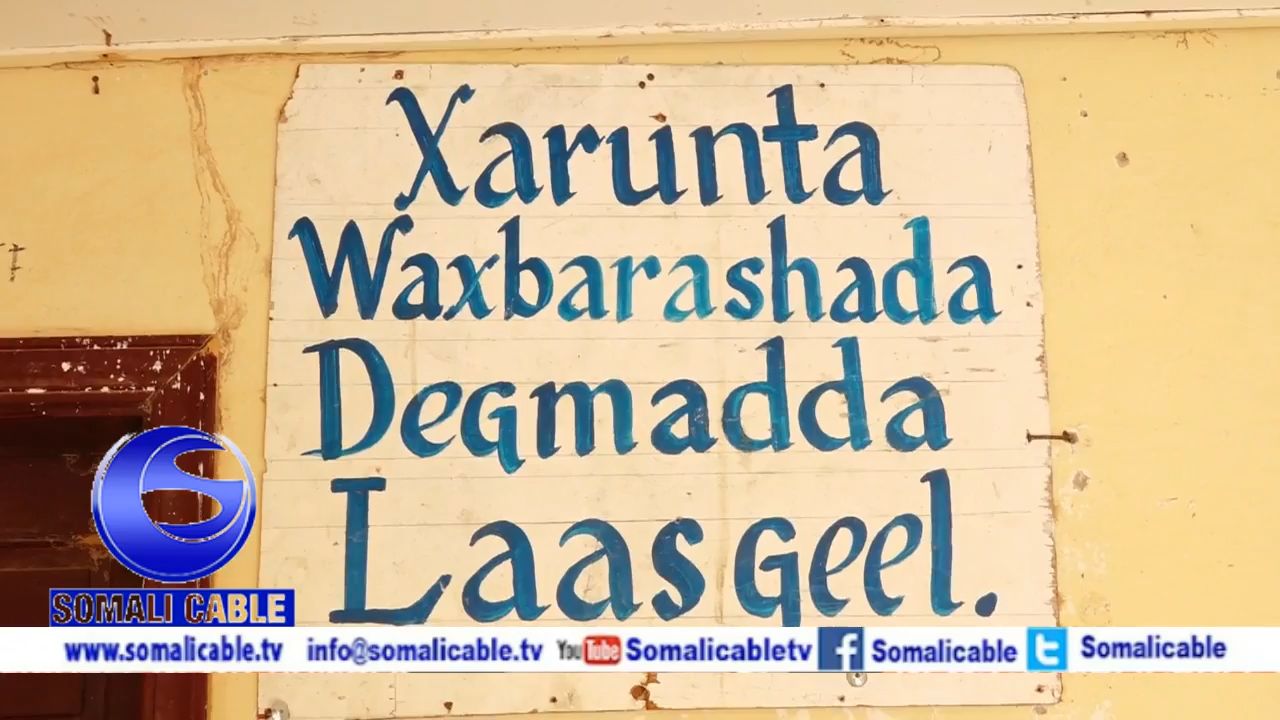 Xarunta
Waxbarashada
Degmadda
Laas geel.
SOMALI CABLE
www.somalicable.tv info@somalicable.tv YouTube Somalicabletv f Somalicable t Somalicable